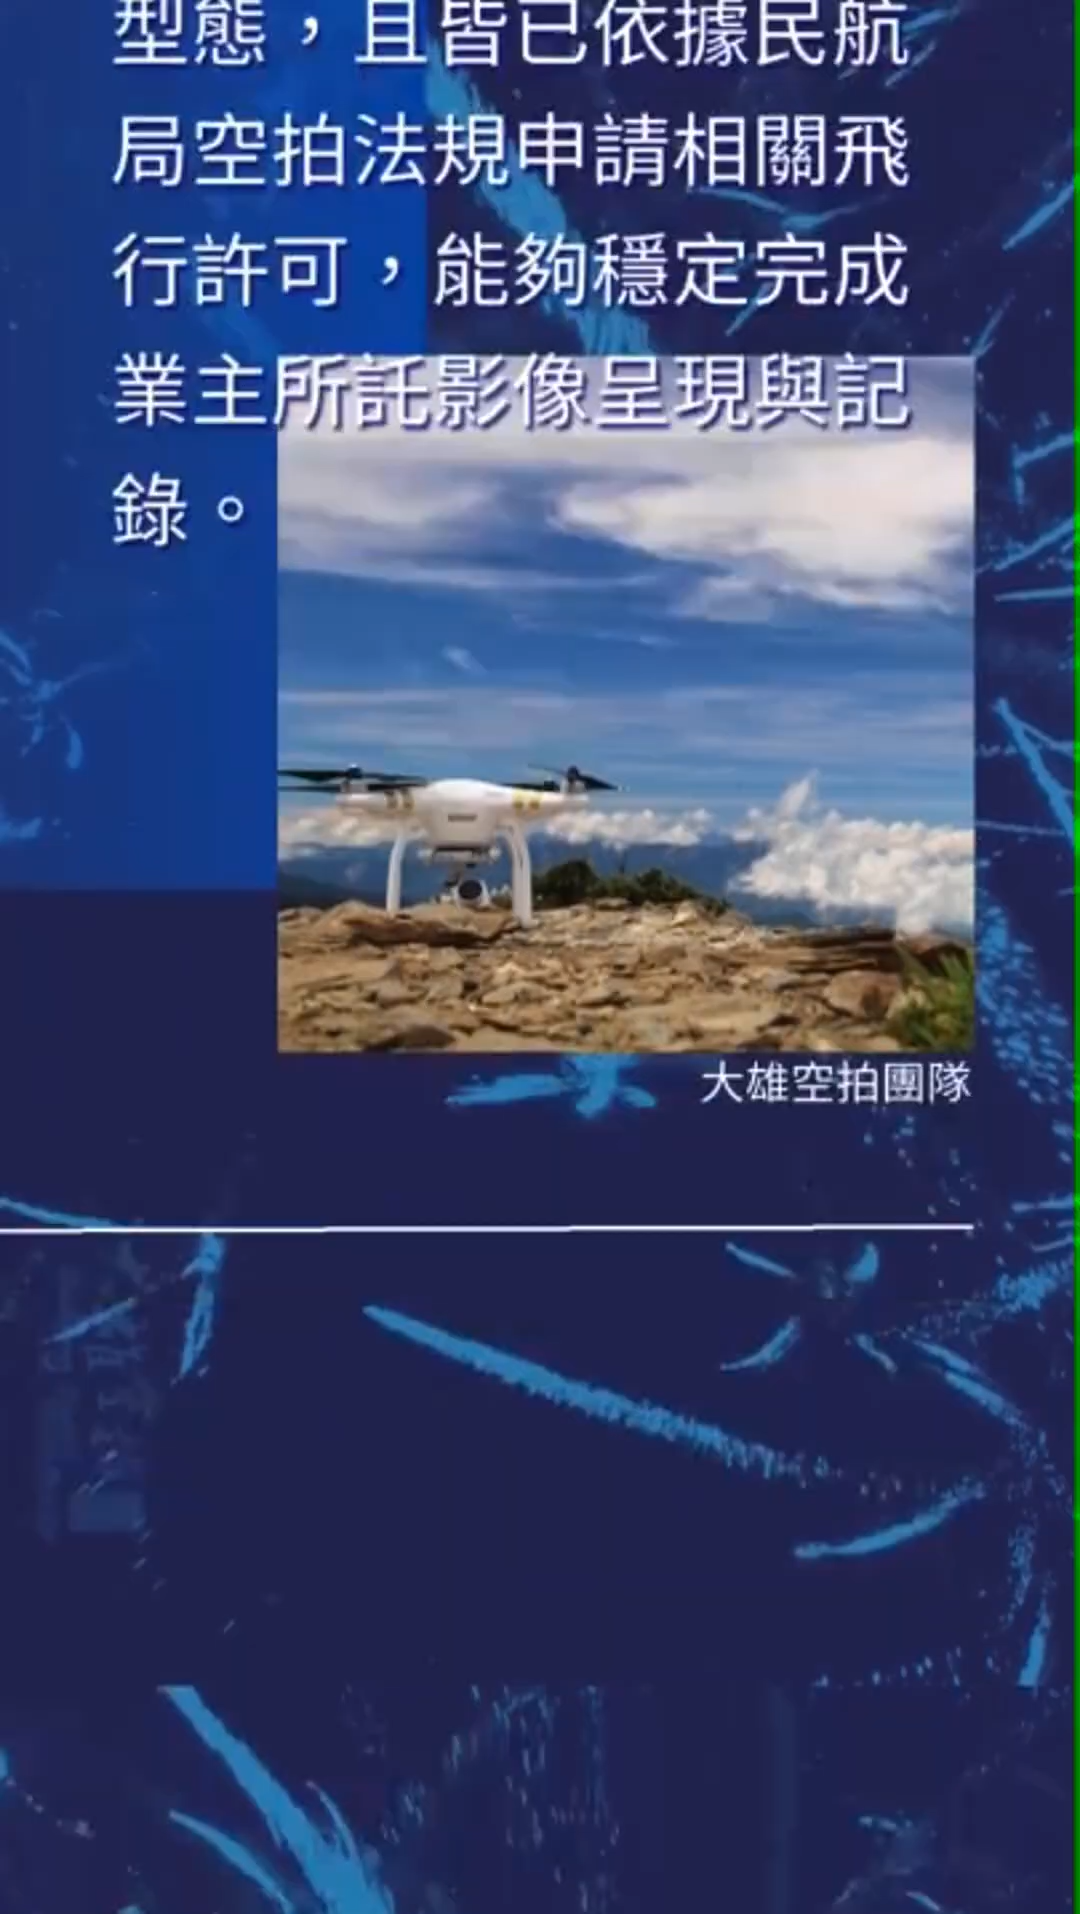 型態，且皆已依據民航
局空拍法規申請相關飛
行許可，能夠穩定完成
業主所託影像呈現與記
錄。
大雄空拍團隊